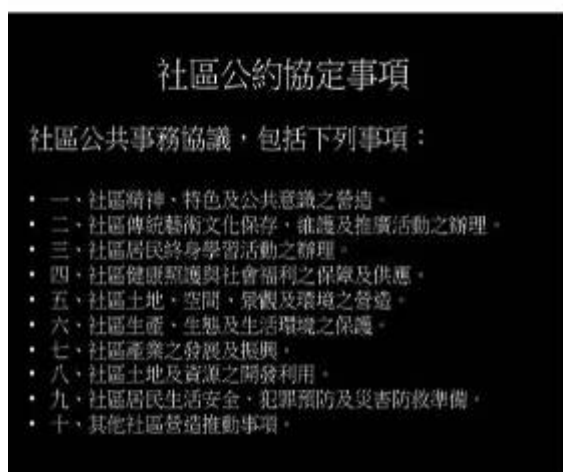 社區公約協定事項
社區公共事務協議，包括下列事項：
• 一、社區精神、特色及公共意識之營造。
• 二、社區傳統藝術文化保存、維護及推廣活動之辦理。
• 三、社區居民終身學習活動之辦理。
• 四、社區健康照護與社會福利之保障及供應。
• 五、社區土地、空間、景觀及環境之營造。
• 六、社區生產、生態及生活環境之保護。
• 七、社區產業之發展及振興。
• 八、社區土地及資源之開發利用。
• 九、社區居民生活安全、犯罪預防及災害防救準備。
• 十、其他社區營造推動事項。